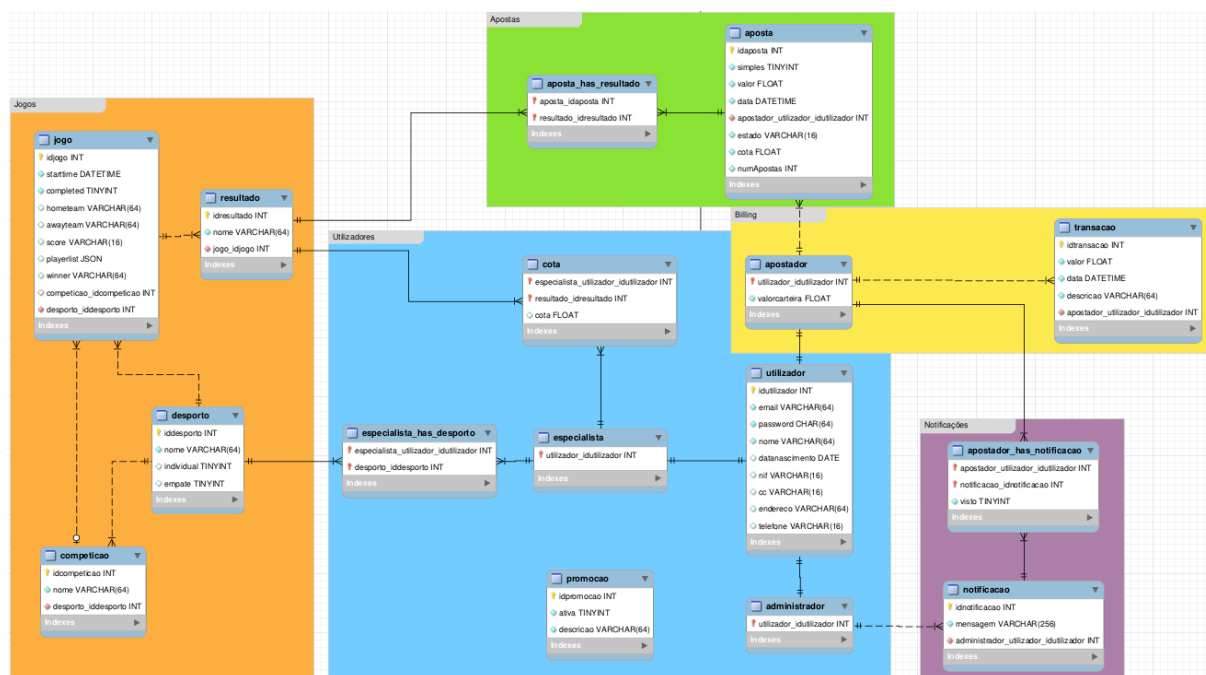 Apostas
aposta
idaposta INT
simples TINYINT
valor FLOAT
data DATETIME
apostador_utilizador_idutilizador INT
estado VARCHAR(16)
cota FLOAT
numApostas INT
Indexes
aposta_has_resultado
aposta_idaposta INT
resultado_idresultado INT
Indexes
Jogos
jogo
idjogo INT
starttime DATETIME
completed TINYINT
hometeam VARCHAR(64)
awayteam VARCHAR(64)
score VARCHAR(16)
playerlist JSON
winner VARCHAR(64)
competicao_idcompeticao INT
desporto_iddesporto INT
Indexes
resultado
idresultado INT
nome VARCHAR(64)
jogo_idjogo INT
Indexes
desporto
iddesporto INT
nome VARCHAR(64)
individual TINYINT
empate TINYINT
Indexes
competicao
idcompeticao INT
nome VARCHAR(64)
desporto_iddesporto INT
Indexes
Utilizadores
cota
especialista_utilizador_idutilizador INT
resultado_idresultado INT
cota FLOAT
Indexes
especialista_has_desporto
especialista_utilizador_idutilizador INT
desporto_iddesporto INT
Indexes
especialista
utilizador_idutilizador INT
Indexes
promocao
idpromocao INT
ativa TINYINT
descricao VARCHAR(64)
Indexes
Billing
apostador
utilizador_idutilizador INT
valorcarteira FLOAT
Indexes
transacao
idtransacao INT
valor FLOAT
data DATETIME
descricao VARCHAR(64)
apostador_utilizador_idutilizador INT
Indexes
utilizador
idutilizador INT
email VARCHAR(64)
password CHAR(64)
nome VARCHAR(64)
datanascimento DATE
nif VARCHAR(16)
cc VARCHAR(16)
endereco VARCHAR(64)
telefone VARCHAR(16)
Indexes
administrador
utilizador_idutilizador INT
Indexes
Notificações
apostador_has_notificacao
apostador_utilizador_idutilizador INT
notificacao_idnotificacao INT
visto TINYINT
Indexes
notificacao
idnotificacao INT
mensagem VARCHAR(256)
administrador_utilizador_idutilizador INT
Indexes